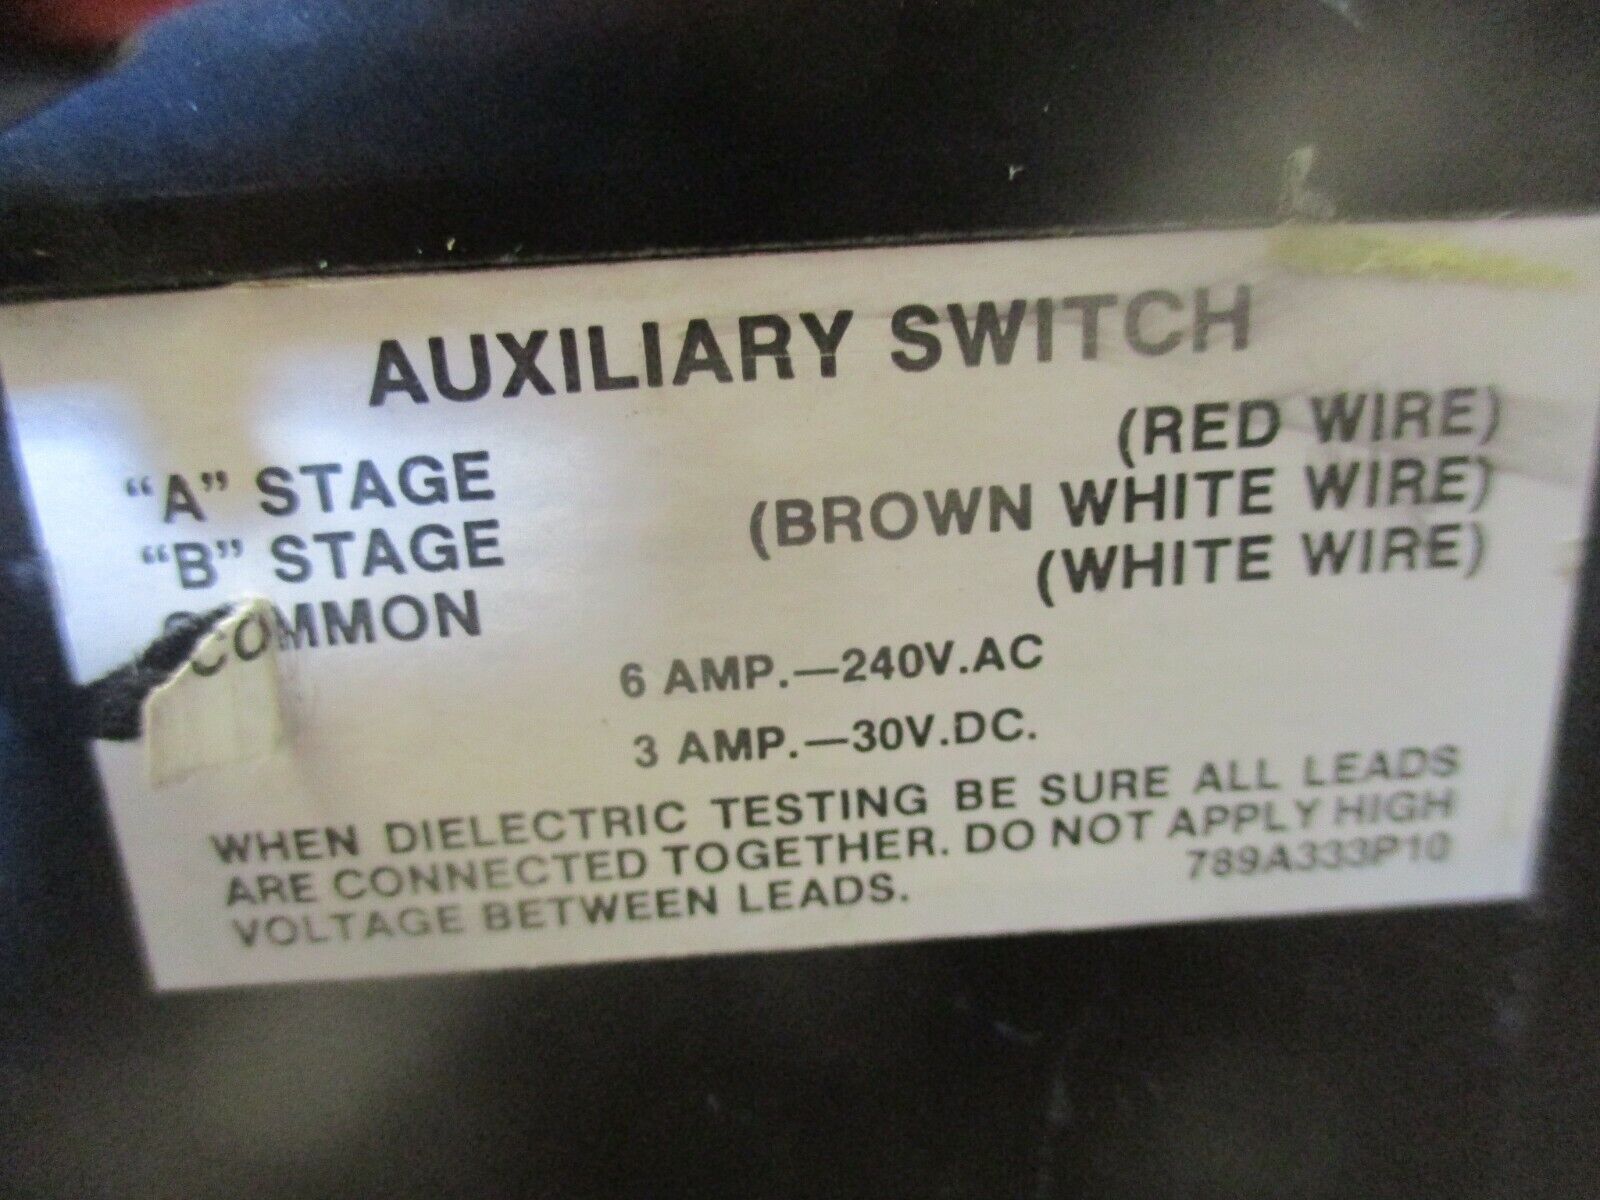 AUXILIARY SWITCH
“A” STAGE (RED WIRE)
“B” STAGE (BROWN WHITE WIRE)
COMMON (WHITE WIRE)
6 AMP.—240V.AC
3 AMP.—30V.DC.
WHEN DIELECTRIC TESTING BE SURE ALL LEADS
ARE CONNECTED TOGETHER. DO NOT APPLY HIGH
VOLTAGE BETWEEN LEADS. 789A333P10